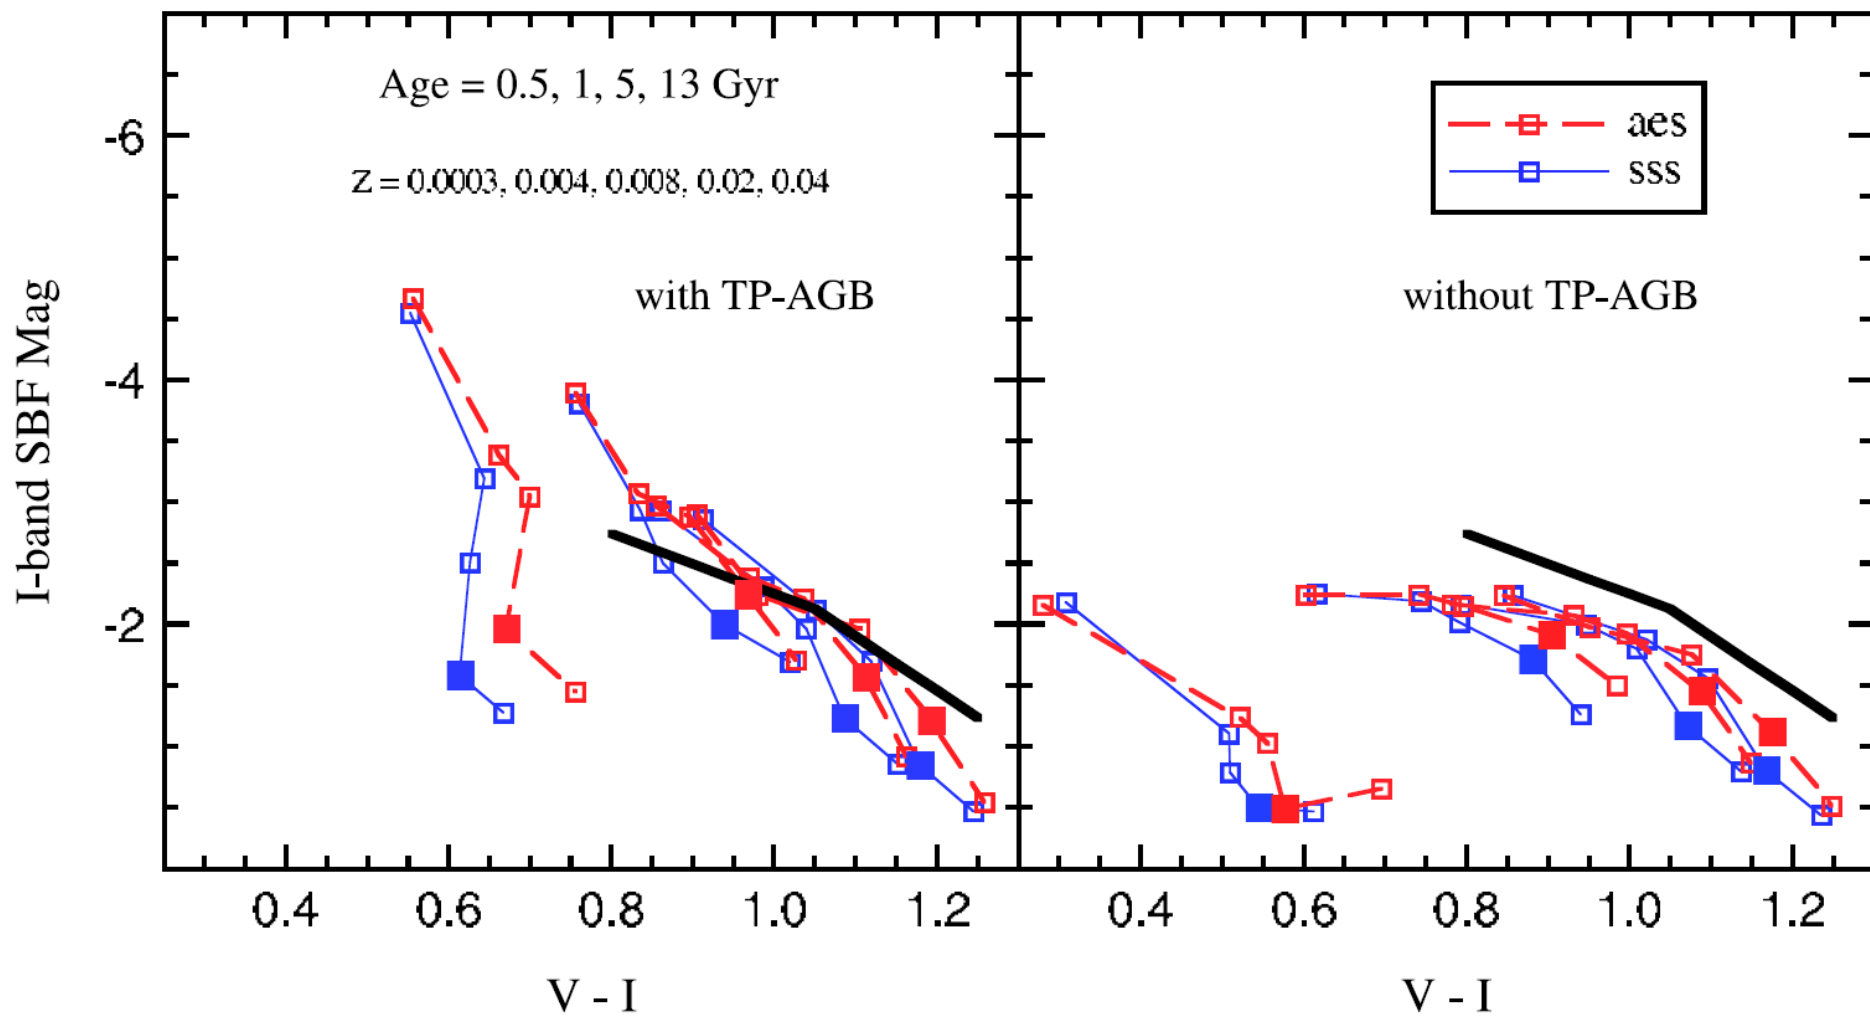 Age = 0.5, 1, 5, 13 Gyr
Z = 0.0003, 0.004, 0.008, 0.02, 0.04
with TP-AGB
aes
sss
without TP-AGB
I-band SBF Mag
-6
-4
-2
0.4 0.6 0.8 1.0 1.2
0.4 0.6 0.8 1.0 1.2
V - I
V - I